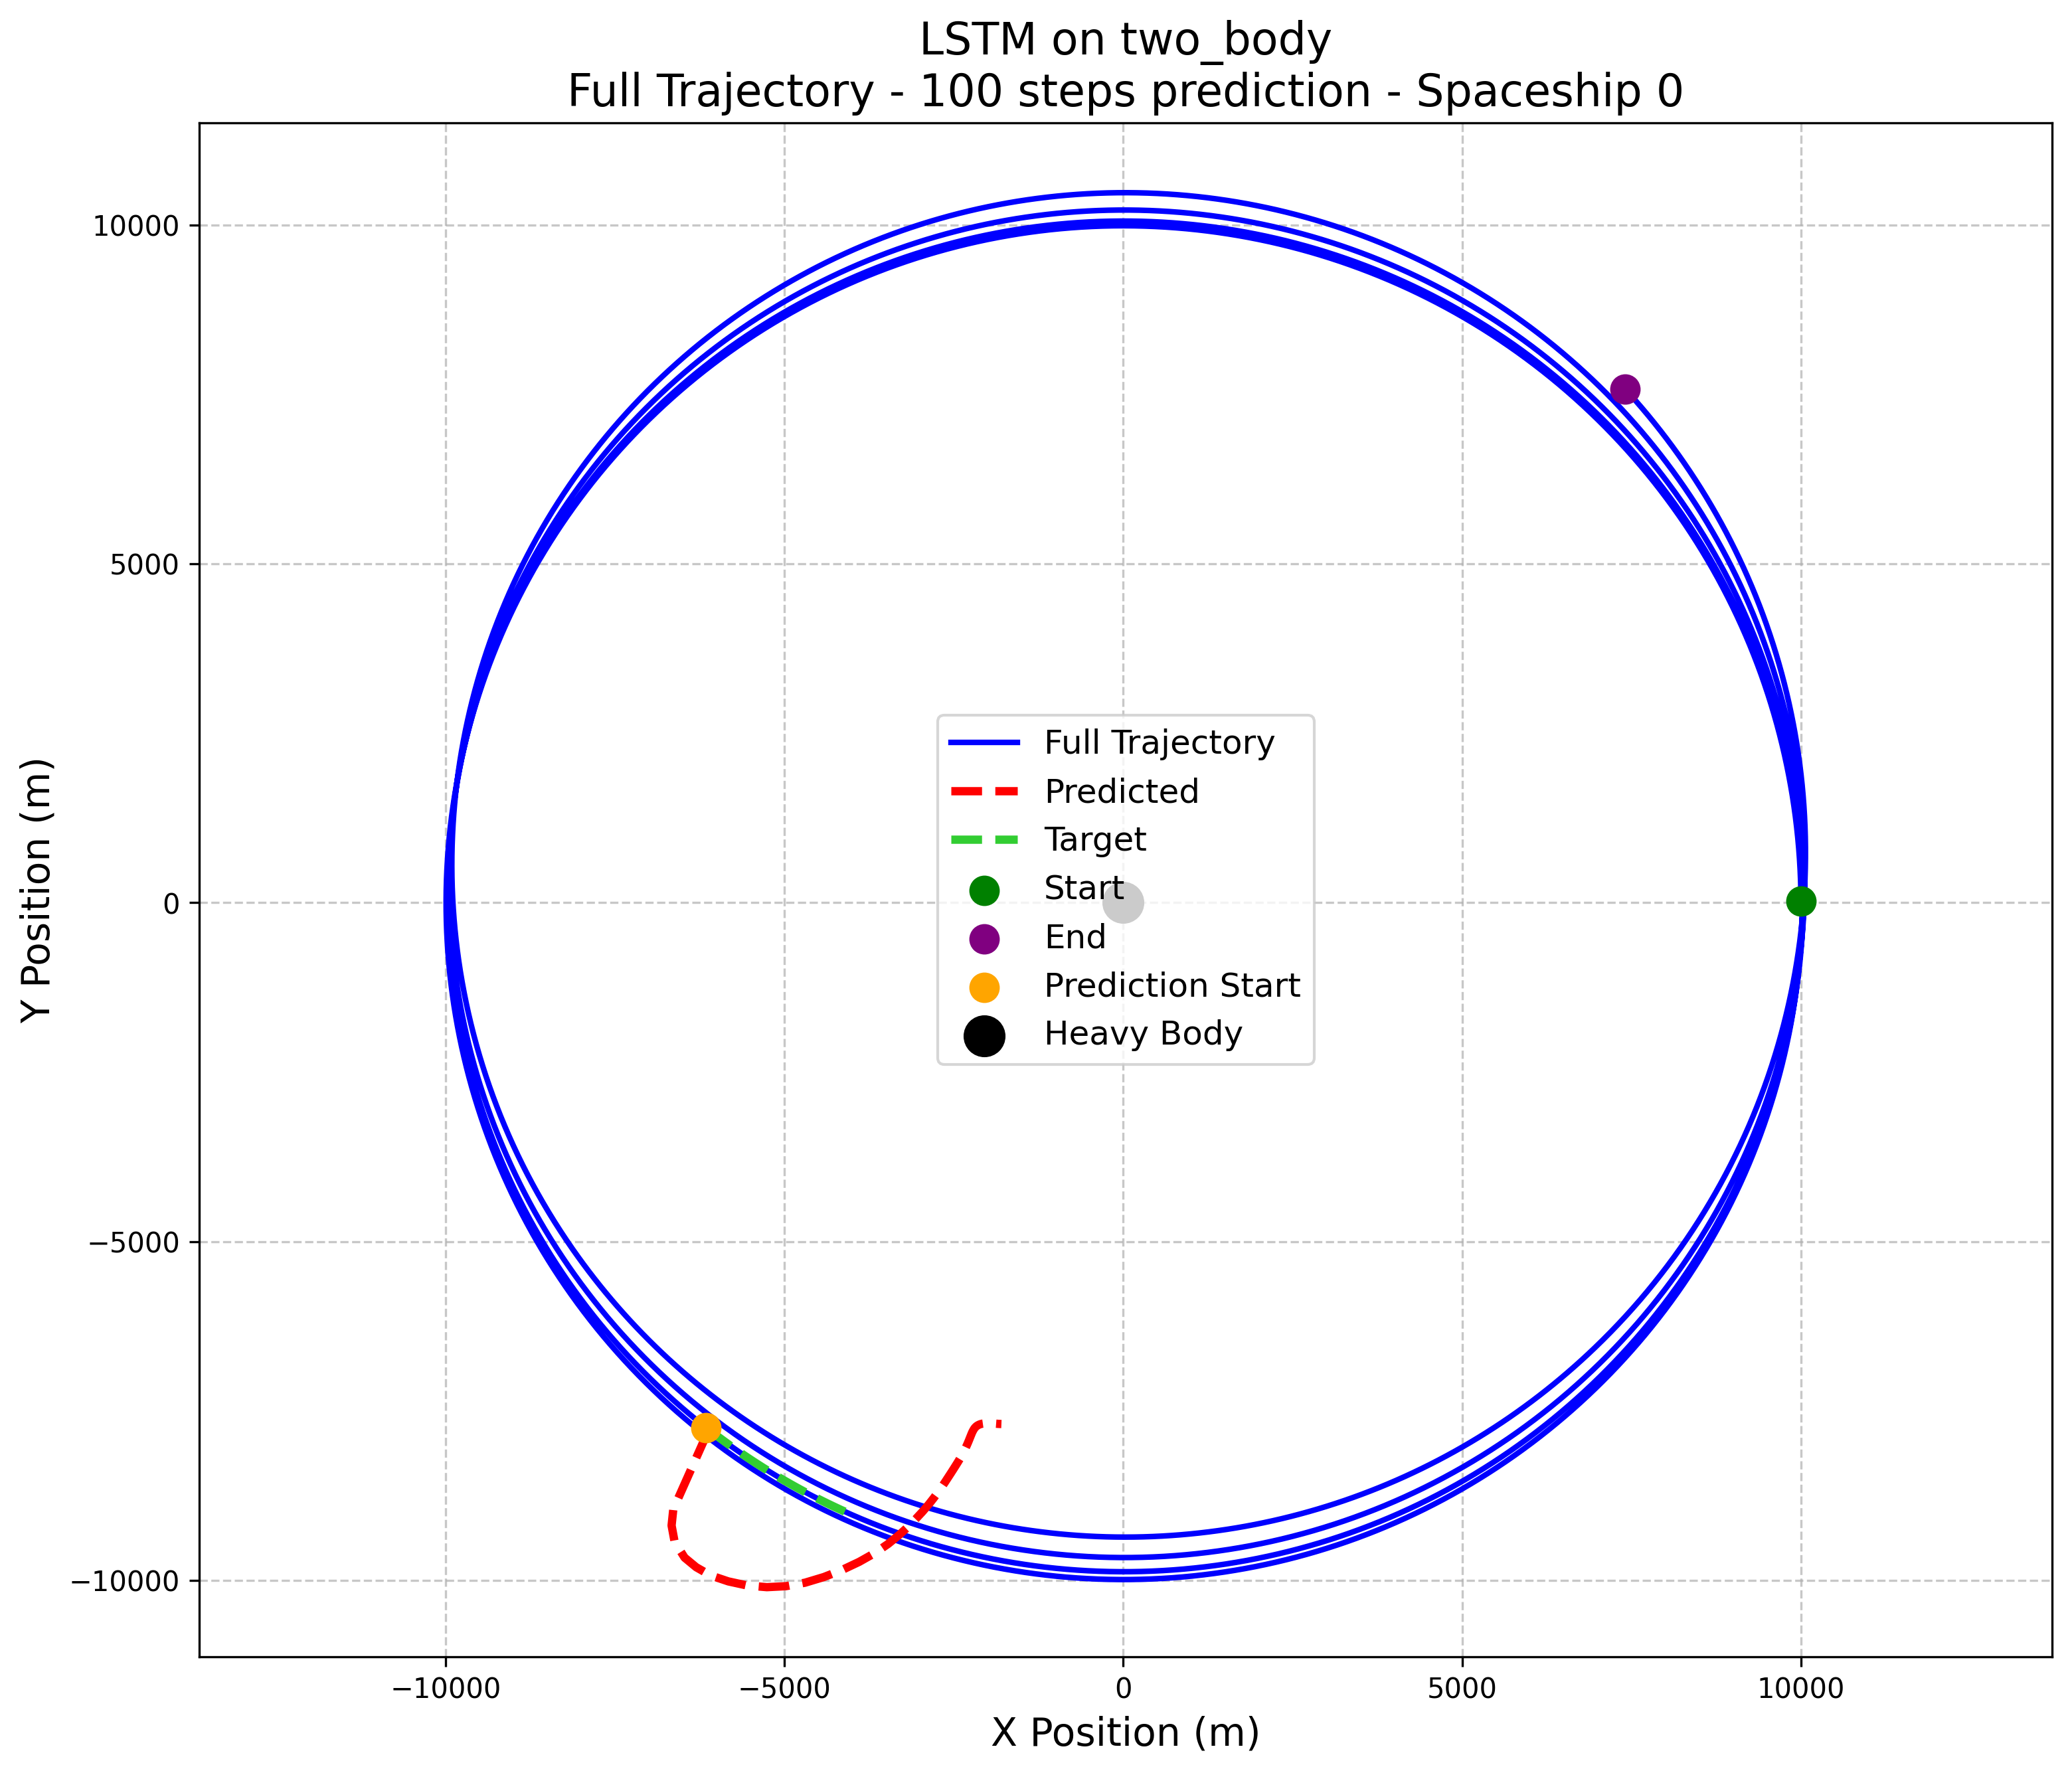 LSTM on two_body
Full Trajectory - 100 steps prediction - Spaceship 0
10000
5000
0
−5000
−10000
Y Position (m)
Full Trajectory
Predicted
Target
Start
End
Prediction Start
Heavy Body
−10000
−5000
0
5000
10000
X Position (m)